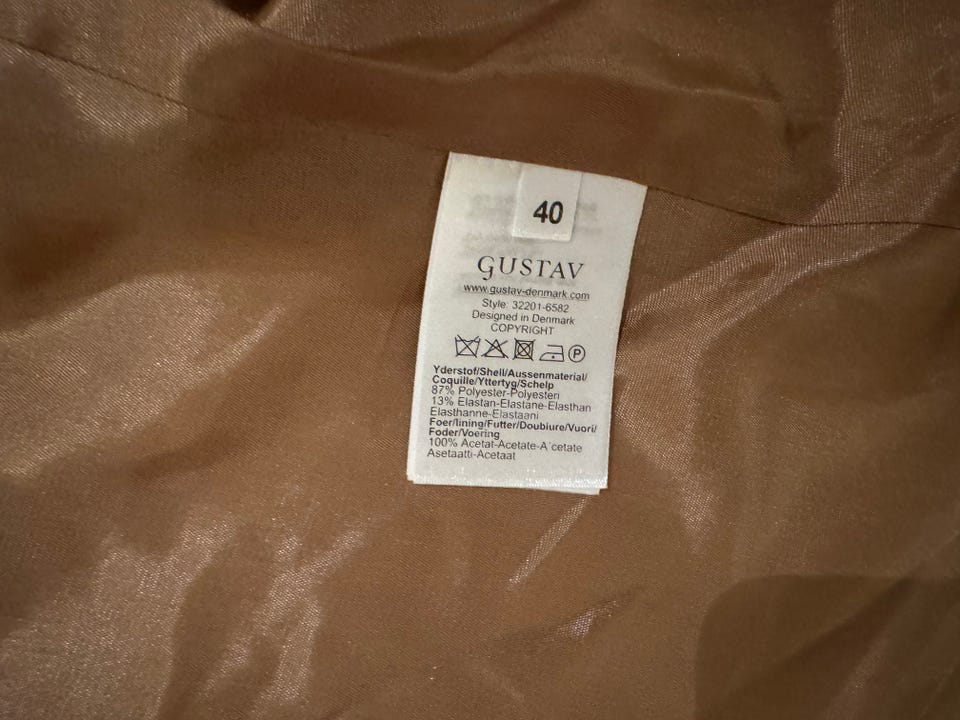 40
GUSTAV
www.gustav-denmark.com
Style: 32201-6582
Designed in Denmark
COPYRIGHT
P
Yderstof/Shell/Aussenmaterial/
Coquille/Yttertyg/Schelp
87% Polyester-Polyesteri
13% Elastan-Elastane-Elasthan
Elasthanne-Elastaani
Foer/lining/Futter/Doubiure/Vuori/
Foder/Voering
100% Acetat-Acetate-A`cetate
Asetaatti-Acetaat